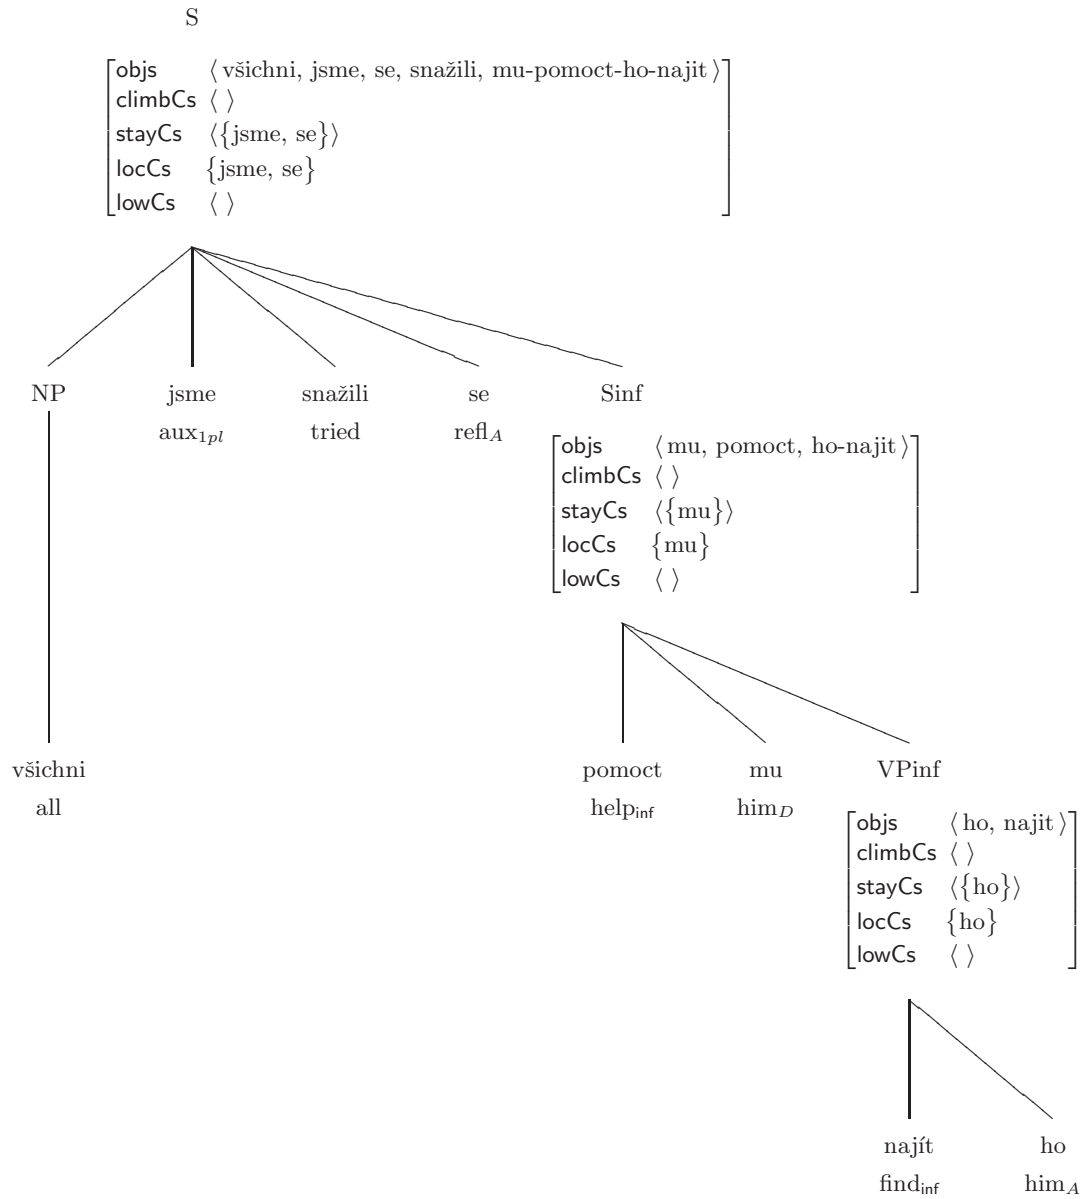 S
objs ⟨ všichni, jsme, se, snažili, mu-pomoct-ho-najit ⟩
climbCs ⟨ ⟩
stayCs ⟨{jsme, se}⟩
locCs {jsme, se}
lowCs ⟨ ⟩
NP jsme snažili se Sinf
aux1pl tried reflA
objs ⟨ mu, pomoct, ho-najit ⟩
climbCs ⟨ ⟩
stayCs ⟨{mu}⟩
locCs {mu}
lowCs ⟨ ⟩
všichni pomoct mu VPinf
all helpinf himD
objs ⟨ ho, najit ⟩
climbCs ⟨ ⟩
stayCs ⟨{ho}⟩
locCs {ho}
lowCs ⟨ ⟩
najít ho
findinf himA